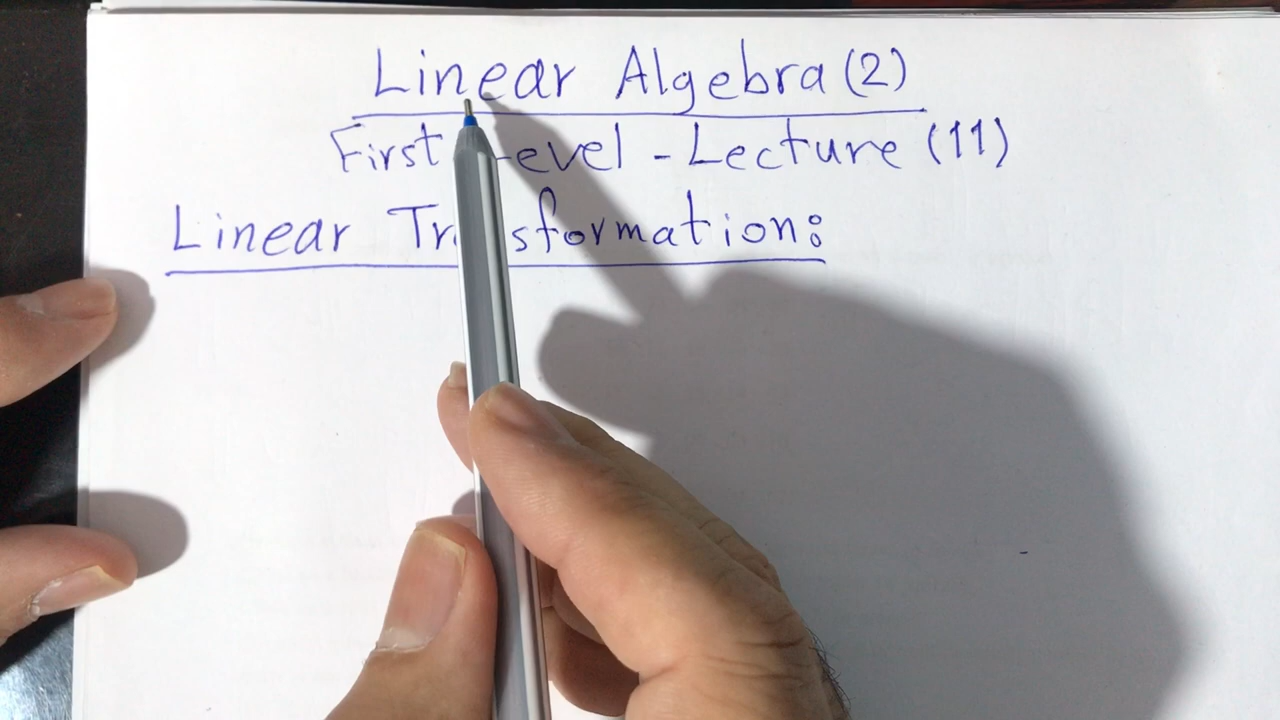 Linear Algebra (2)
First Level - Lecture (11)
Linear Transformation: